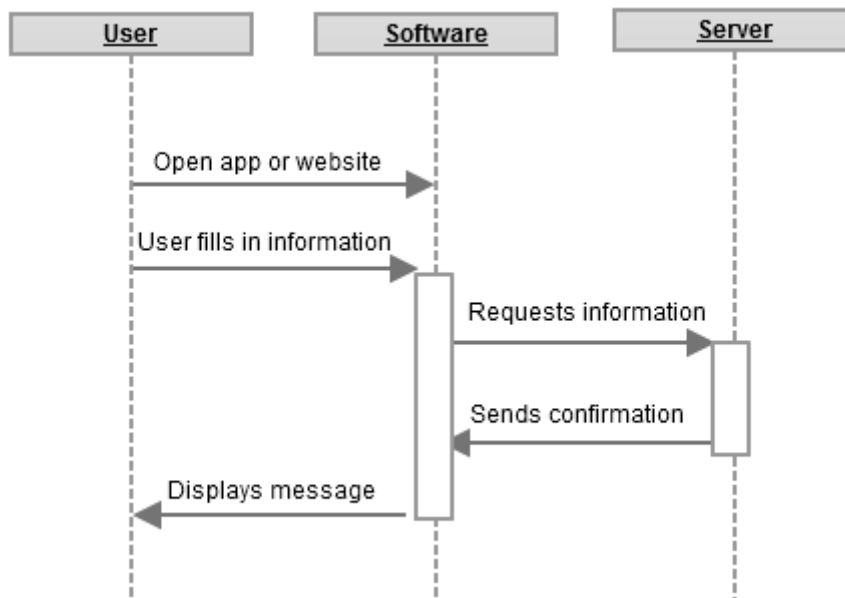 User
Software
Server
Open app or website
User fills in information
Requests information
Sends confirmation
Displays message